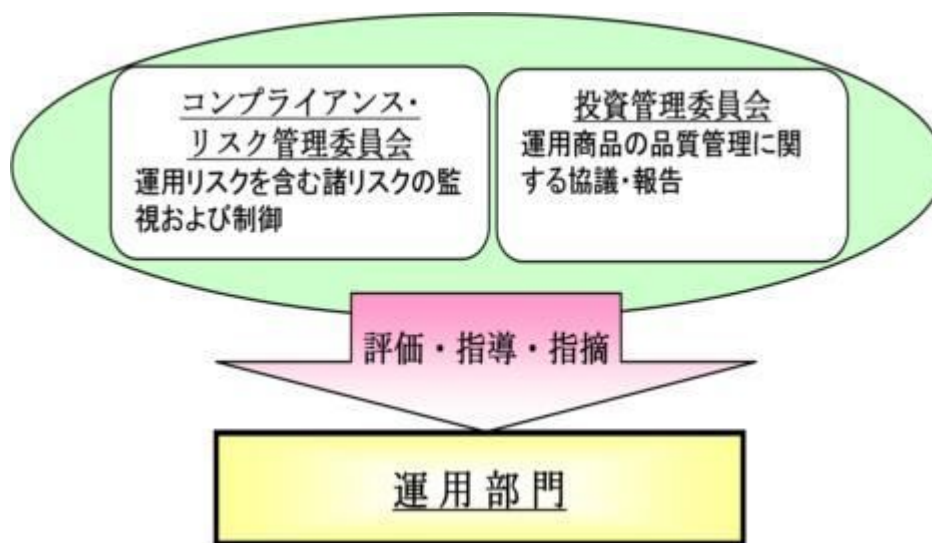 コンプライアンス・
リスク管理委員会
運用リスクを含む諸リスクの監
視および制御
投資管理委員会
運用商品の品質管理に関
する協議・報告
評価・指導・指摘
運用部門